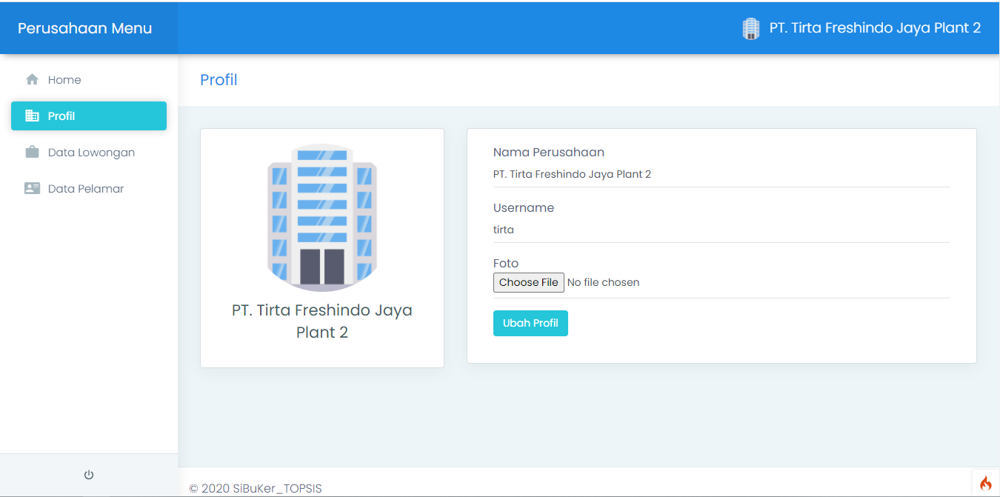 Perusahaan Menu
PT. Tirta Freshindo Jaya Plant 2
Home
Profil
Data Lowongan
Data Pelamar
Profil
PT. Tirta Freshindo Jaya
Plant 2
Nama Perusahaan
PT. Tirta Freshindo Jaya Plant 2
Username
tirta
Foto
Choose File No file chosen
Ubah Profil
© 2020 SiBuKer_TOPSIS